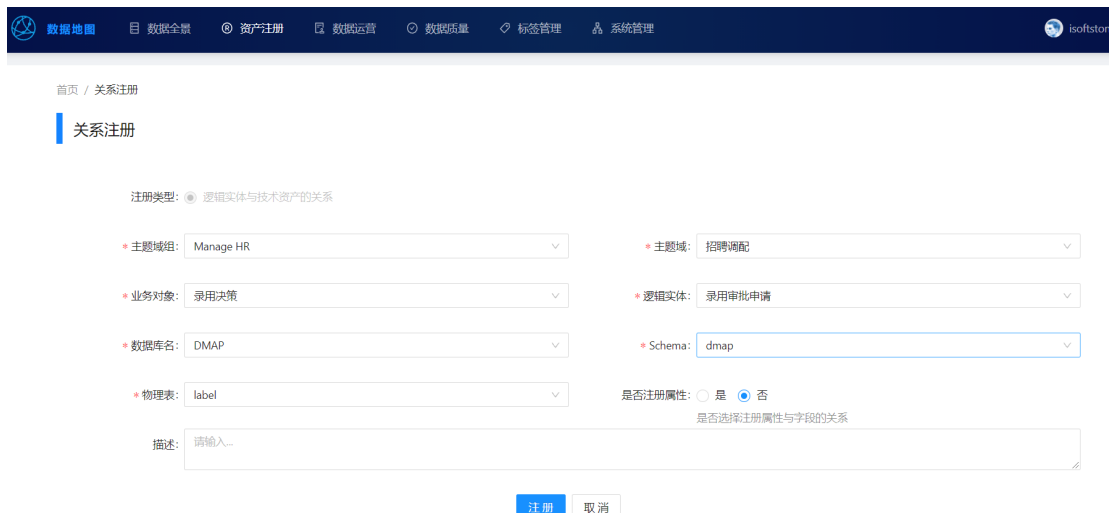 数据地图 数据全景 资产注册 数据运营 数据质量 标签管理 系统管理 isoftston
首页 / 关系注册
关系注册
注册类型: 逻辑实体与技术资产的关系
* 主题域组: Manage HR * 主题域: 招聘调配
* 业务对象: 录用决策 * 逻辑实体: 录用审批申请
* 数据库名: DMAP * Schema: dmap
* 物理表: label 是否注册属性: 是 否
是否选择注册属性与字段的关系
描述: 请输入...
注册 取消